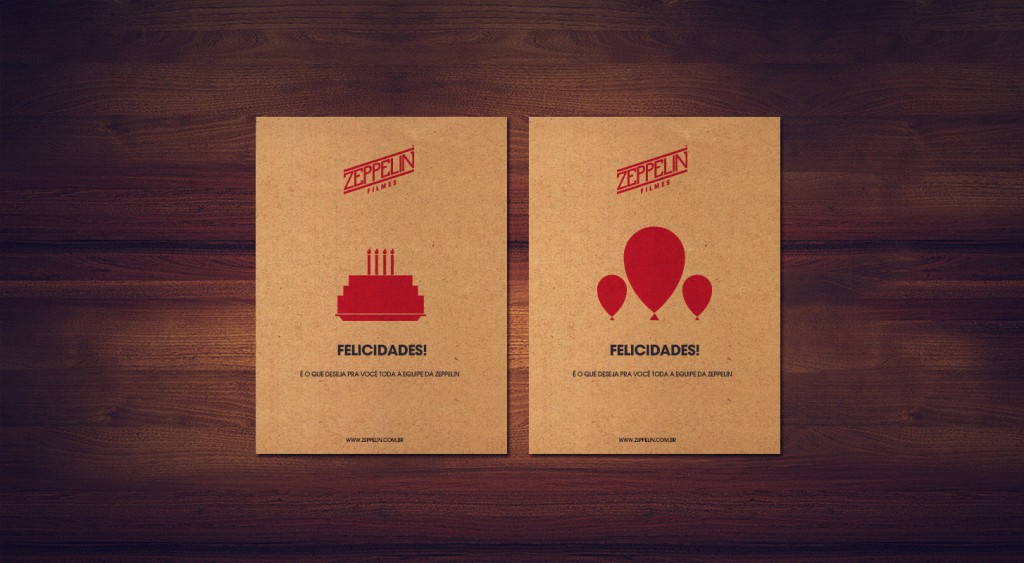 ZEPPELIN
FILMES
FELICIDADES!
É O QUE DESEJA PRA VOCÊ TODA A EQUIPE DA ZEPPELIN
WWW.ZEPPELIN.COM.BR
ZEPPELIN
FILMES
FELICIDADES!
É O QUE DESEJA PRA VOCÊ TODA A EQUIPE DA ZEPPELIN
WWW.ZEPPELIN.COM.BR